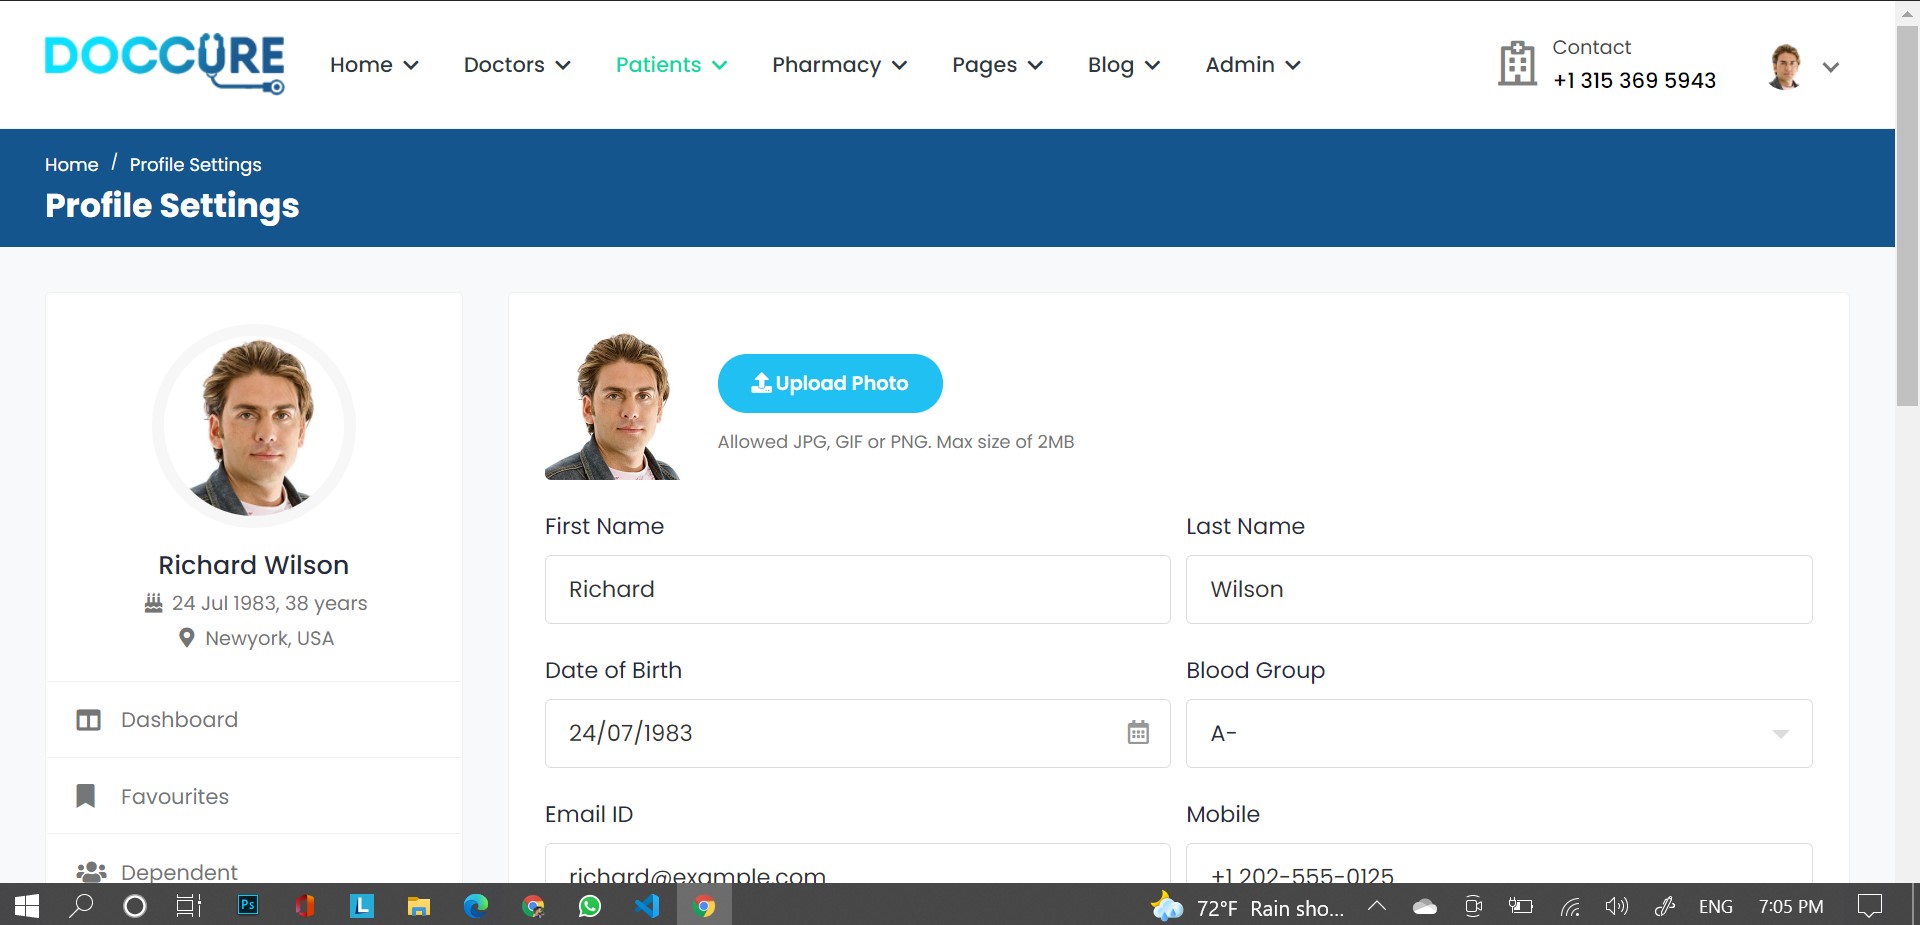 DOCCURE
Home
Doctors
Patients
Pharmacy
Pages
Blog
Admin
Contact
+1 315 369 5943
Home / Profile Settings
Profile Settings
Richard Wilson
24 Jul 1983, 38 years
Newyork, USA
Dashboard
Favourites
Dependent
Upload Photo
Allowed JPG, GIF or PNG. Max size of 2MB
First Name
Last Name
Richard
Wilson
Date of Birth
Blood Group
24/07/1983
A-
Email ID
Mobile
richard@example.com
+1 202-555-0125
Ps
L
72°F Rain sho...
ENG
7:05 PM